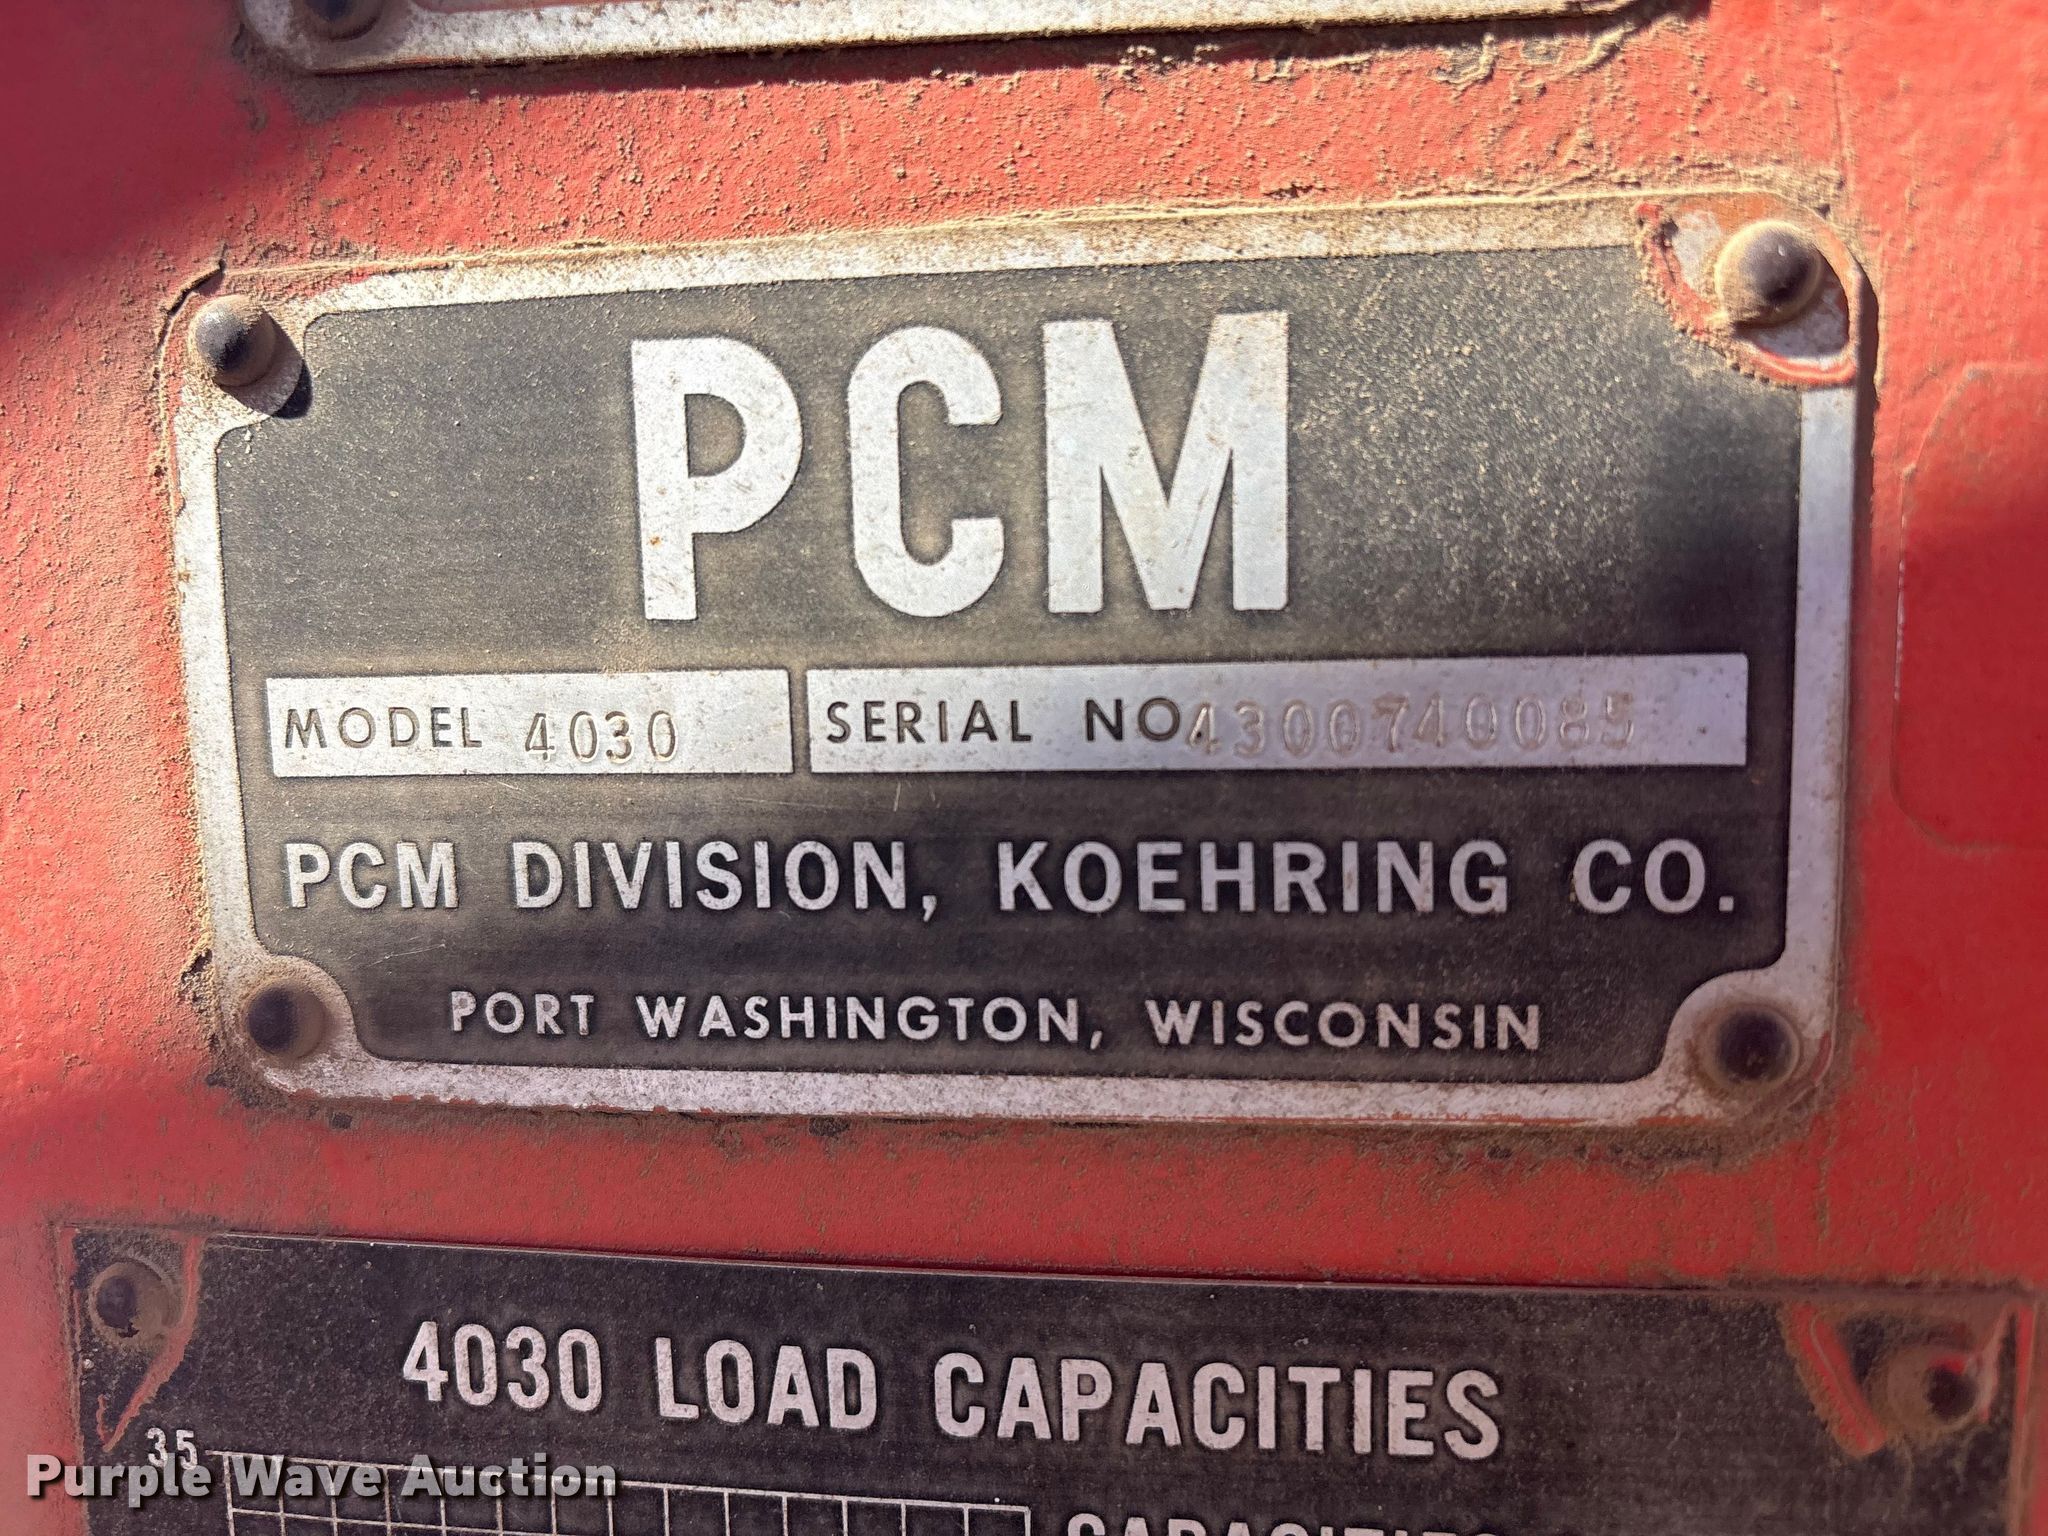 PCM
MODEL 4030 SERIAL NO. 4300740085
PCM DIVISION, KOEHRING CO.
PORT WASHINGTON, WISCONSIN
4030 LOAD CAPACITIES
35
CAPACITIES
Purple Wave Auction